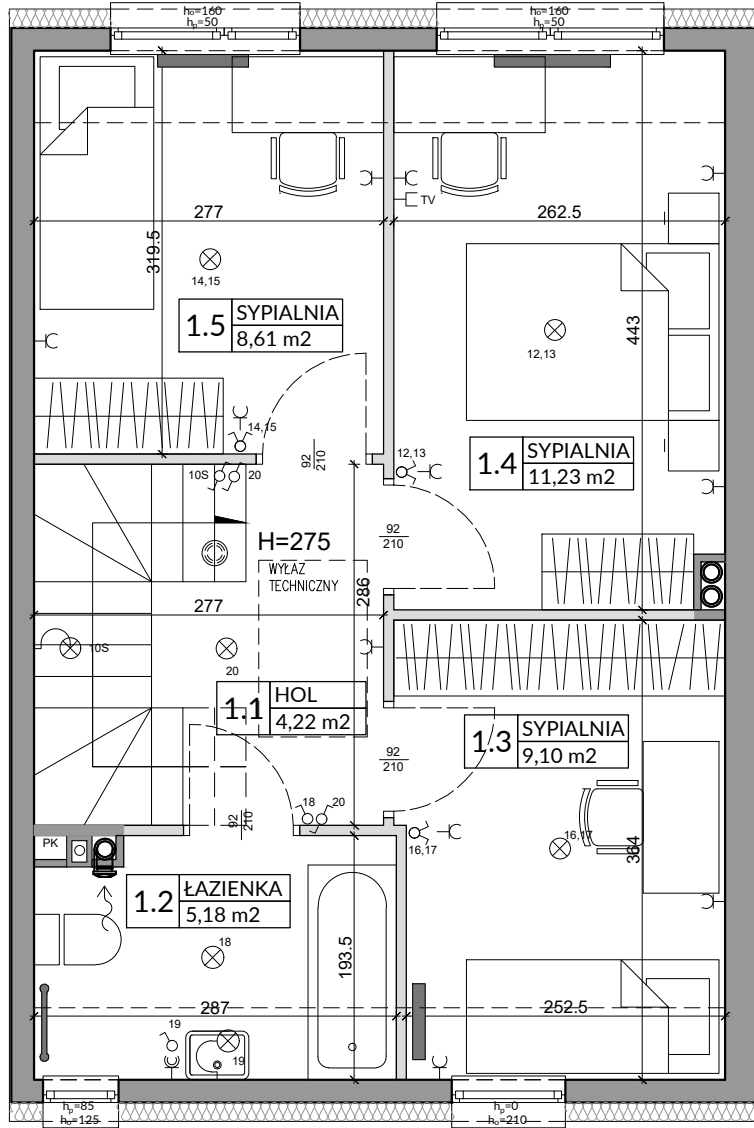 h₀=160
hₚ=50
h₀=160
hₚ=50
TV
277
262.5
319.5
14,15
1.5
SYPIALNIA
8,61 m2
12,13
443
14,15
12,13
1.4
SYPIALNIA
11,23 m2
92
210
10S
20
H=275
92
210
WYŁAZ
TECHNICZNY
286
277
10S
20
1.1
HOL
4,22 m2
1.3
SYPIALNIA
9,10 m2
92
210
18
20
92
210
PK
16,17
16,17
364
1.2
ŁAZIENKA
5,18 m2
18
193.5
287
252.5
19
19
hₚ=85
h₀=125
hₚ=0
h₀=210